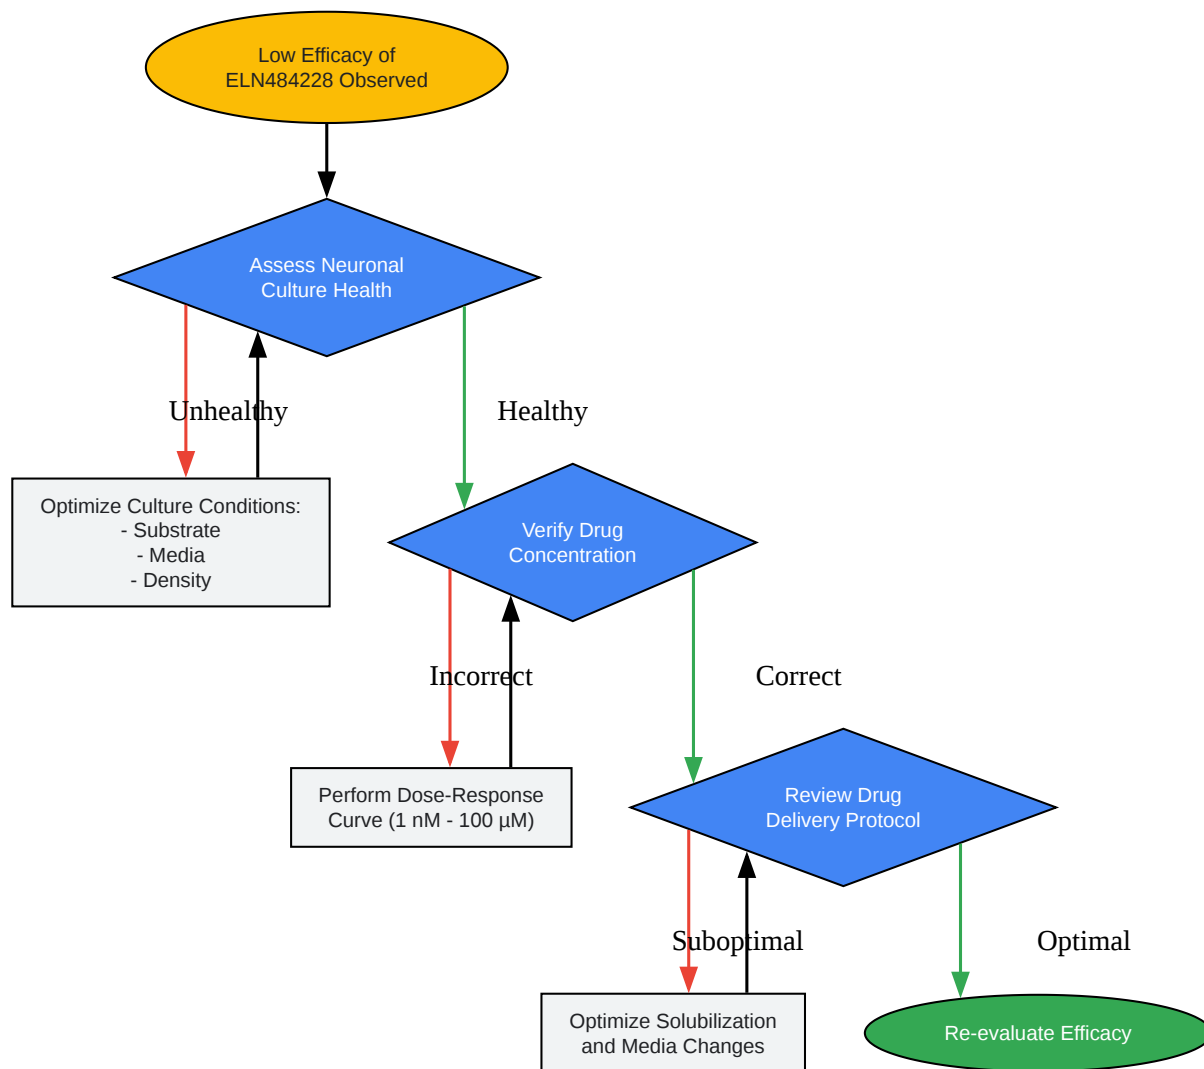 Low Efficacy of
ELN484228 Observed
Assess Neuronal
Culture Health
Unhealthy
Healthy
Optimize Culture Conditions:
- Substrate
- Media
- Density
Verify Drug
Concentration
Incorrect
Correct
Perform Dose-Response
Curve (1 nM - 100 µM)
Review Drug
Delivery Protocol
Suboptimal
Optimal
Optimize Solubilization
and Media Changes
Re-evaluate Efficacy